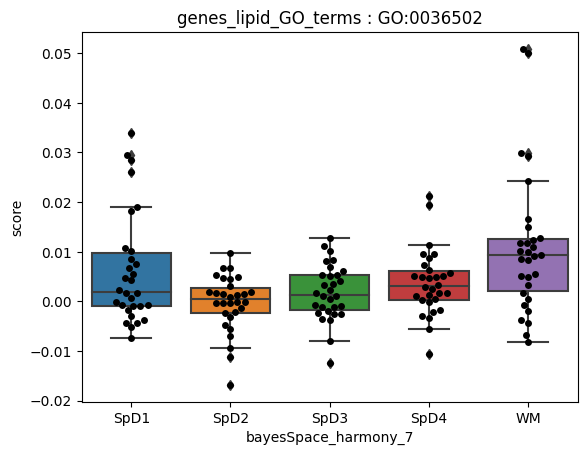 genes_lipid_GO_terms : GO:0036502
0.05
0.04
0.03
0.02
0.01
0.00
−0.01
−0.02
score
SpD1 SpD2 SpD3 SpD4 WM
bayesSpace_harmony_7